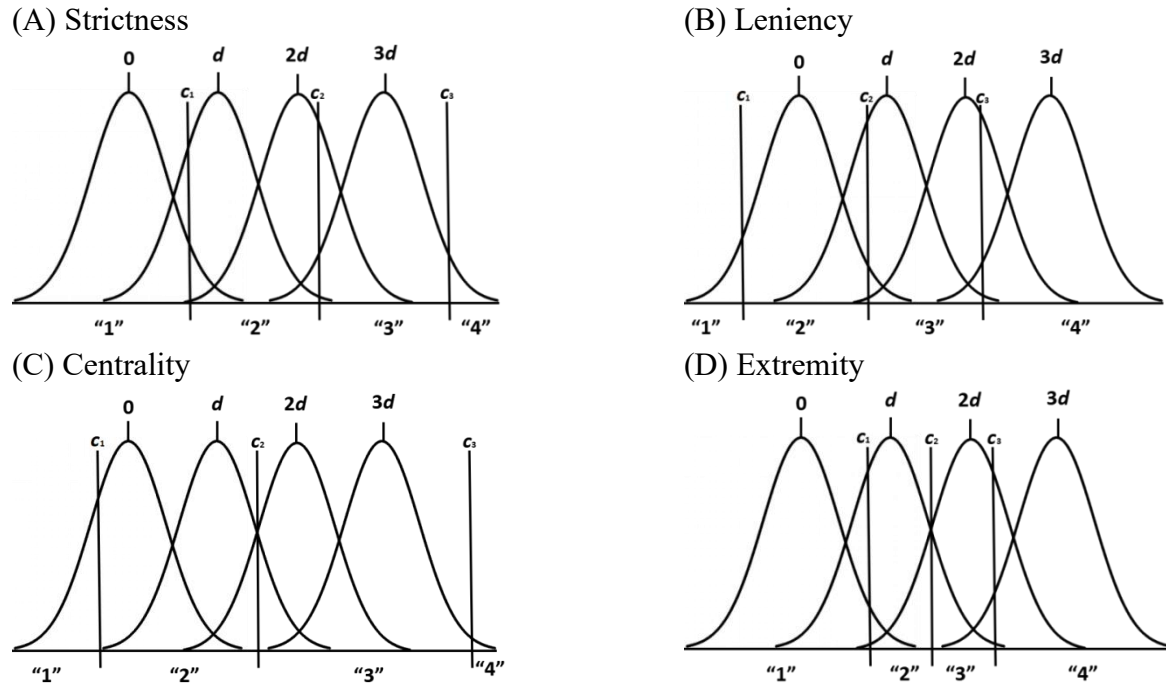 (A) Strictness
0 d 2d 3d
c₁ c₂ c₃
“1” “2” “3” “4”
(B) Leniency
0 d 2d 3d
c₁ c₂ c₃
“1” “2” “3” “4”
(C) Centrality
0 d 2d 3d
c₁ c₂ c₃
“1” “2” “3” “4”
(D) Extremity
0 d 2d 3d
c₁ c₂ c₃
“1” “2” “3” “4”